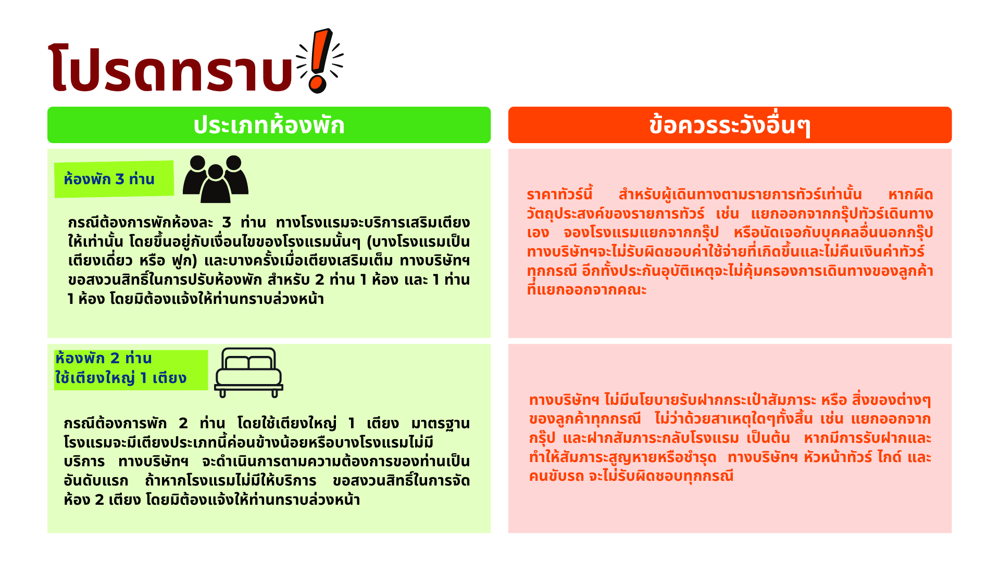 โปรดทราบ
ประเภทห้องพัก
ห้องพัก 3 ท่าน
กรณีต้องการพักห้องละ 3 ท่าน ทางโรงแรมจะบริการเสริมเตียง
ให้เท่านั้น โดยขึ้นอยู่กับเงื่อนไขของโรงแรมนั้นๆ (บางโรงแรมเป็น
เตียงเดี่ยว หรือ ฟูก) และบางครั้งเมื่อเตียงเสริมเต็ม ทางบริษัทฯ
ขอสงวนสิทธิ์ในการปรับห้องพัก สำหรับ 2 ท่าน 1 ห้อง และ 1 ท่าน
1 ห้อง โดยมิต้องแจ้งให้ท่านทราบล่วงหน้า
ห้องพัก 2 ท่าน
ใช้เตียงใหญ่ 1 เตียง
กรณีต้องการพัก 2 ท่าน โดยใช้เตียงใหญ่ 1 เตียง มาตรฐาน
โรงแรมจะมีเตียงประเภทนี้ค่อนข้างน้อยหรือบางโรงแรมไม่มี
บริการ ทางบริษัทฯ จะดำเนินการตามความต้องการของท่านเป็น
อันดับแรก ถ้าหากโรงแรมไม่มีให้บริการ ขอสงวนสิทธิ์ในการจัด
ห้อง 2 เตียง โดยมิต้องแจ้งให้ท่านทราบล่วงหน้า
ข้อควรระวังอื่นๆ
ราคาทัวร์นี้ สำหรับผู้เดินทางตามรายการทัวร์เท่านั้น หากผิด
วัตถุประสงค์ของรายการทัวร์ เช่น แยกออกจากกรุ๊ปทัวร์เดินทาง
เอง จองโรงแรมแยกจากกรุ๊ป หรือนัดเจอกับบุคคลอื่นนอกกรุ๊ป
ทางบริษัทฯจะไม่รับผิดชอบค่าใช้จ่ายที่เกิดขึ้นและไม่คืนเงินค่าทัวร์
ทุกกรณี อีกทั้งประกันอุบัติเหตุจะไม่คุ้มครองการเดินทางของลูกค้า
ที่แยกออกจากคณะ
ทางบริษัทฯ ไม่มีนโยบายรับฝากกระเป๋าสัมภาระ หรือ สิ่งของต่างๆ
ของลูกค้าทุกกรณี ไม่ว่าด้วยสาเหตุใดๆทั้งสิ้น เช่น แยกออกจาก
กรุ๊ป และฝากสัมภาระกลับโรงแรม เป็นต้น หากมีการรับฝากและ
ทำให้สัมภาระสูญหายหรือชำรุด ทางบริษัทฯ หัวหน้าทัวร์ ไกด์ และ
คนขับรถ จะไม่รับผิดชอบทุกกรณี